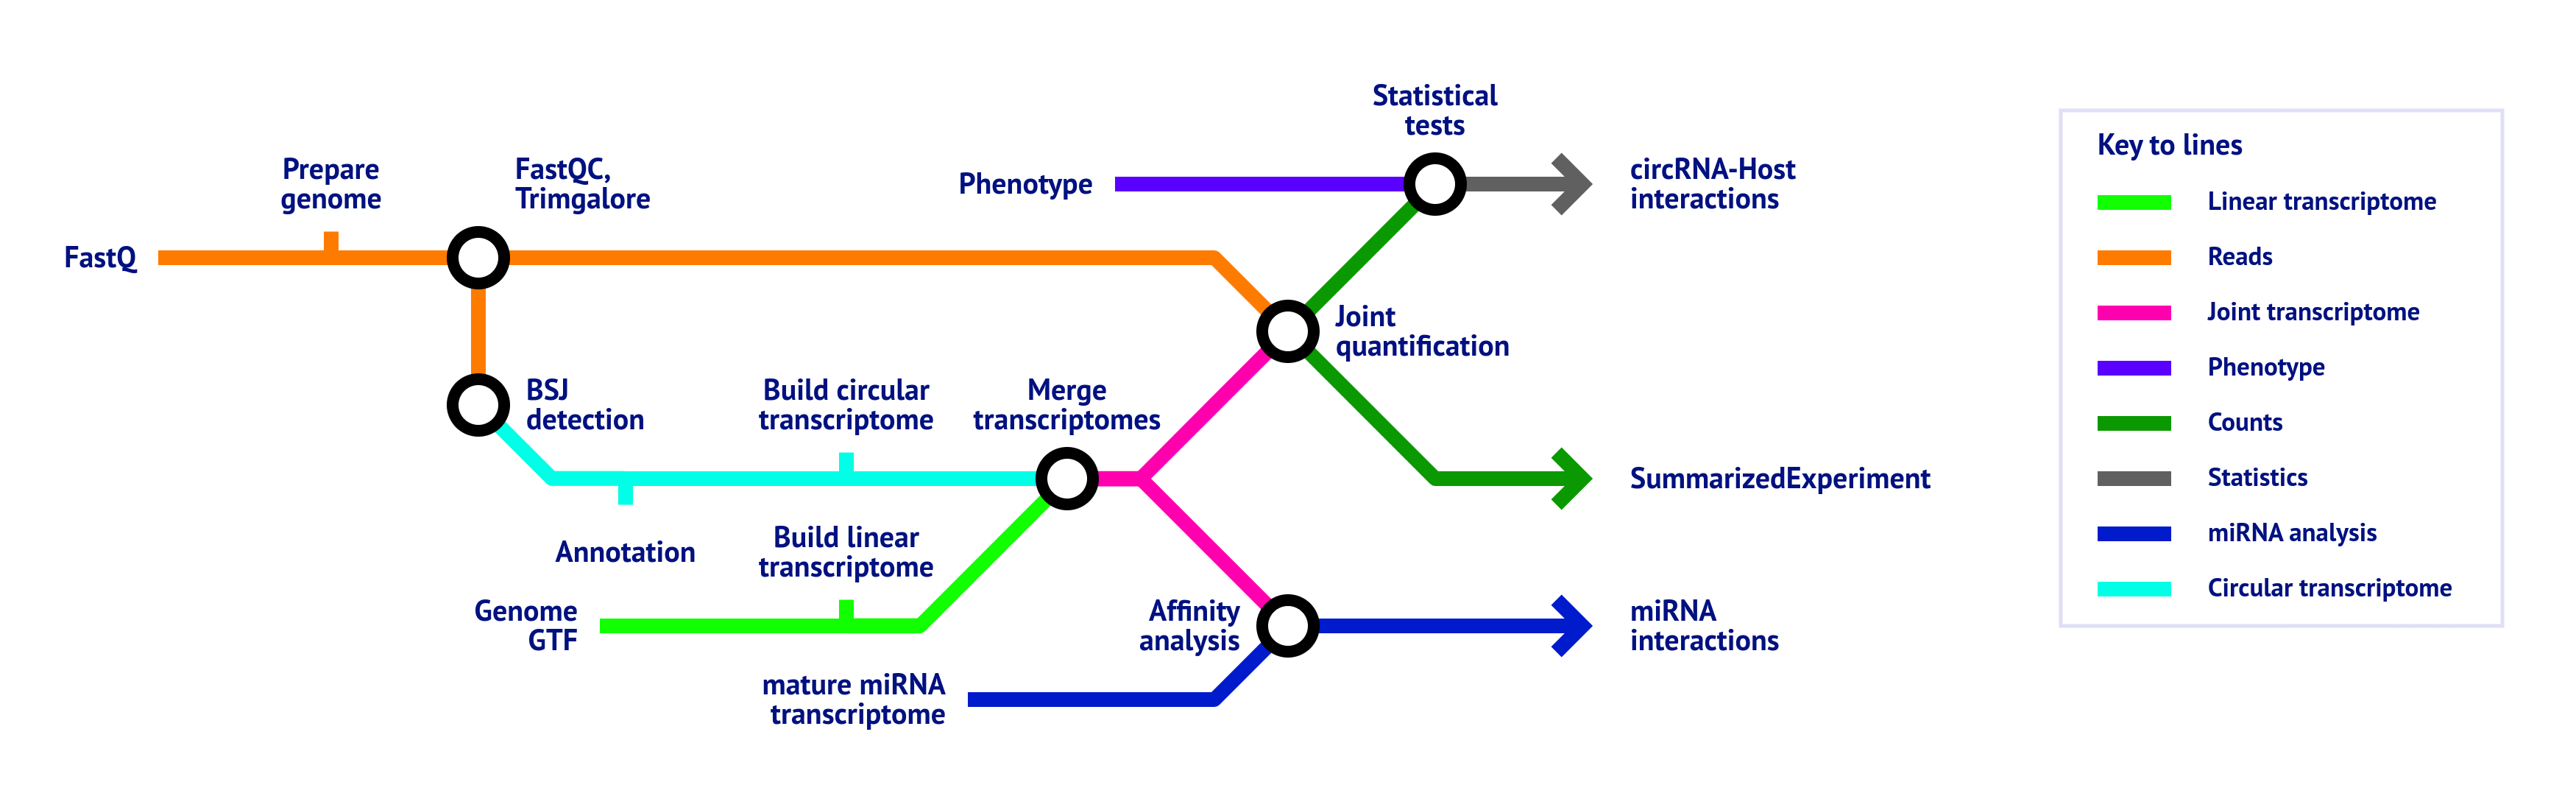 Statistical
tests
Prepare
genome
FastQC,
Trimgalore
Phenotype
circRNA-Host
interactions
FastQ
Joint
quantification
BSJ
detection
Build circular
transcriptome
Merge
transcriptomes
SummarizedExperiment
Annotation
Build linear
transcriptome
Genome
GTF
Affinity
analysis
miRNA
interactions
mature miRNA
transcriptome
Key to lines
Linear transcriptome
Reads
Joint transcriptome
Phenotype
Counts
Statistics
miRNA analysis
Circular transcriptome